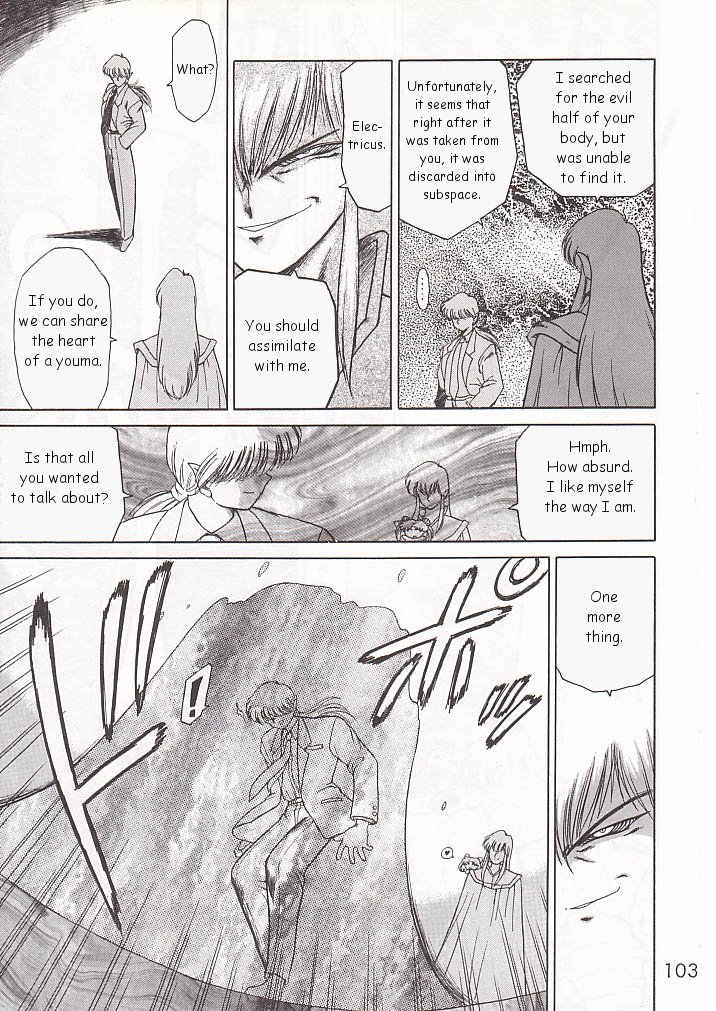 I searched
for the evil
half of your
body, but
was unable
to find it.
Unfortunately,
it seems that
right after it
was taken from
you, it was
discarded into
subspace.
......
Elec-
tricus.
You should
assimilate
with me.
What?
If you do,
we can share
the heart
of a youma.
Hmph.
How absurd.
I like myself
the way I am.
Is that all
you wanted
to talk about?
One
more
thing.
!
♥
103